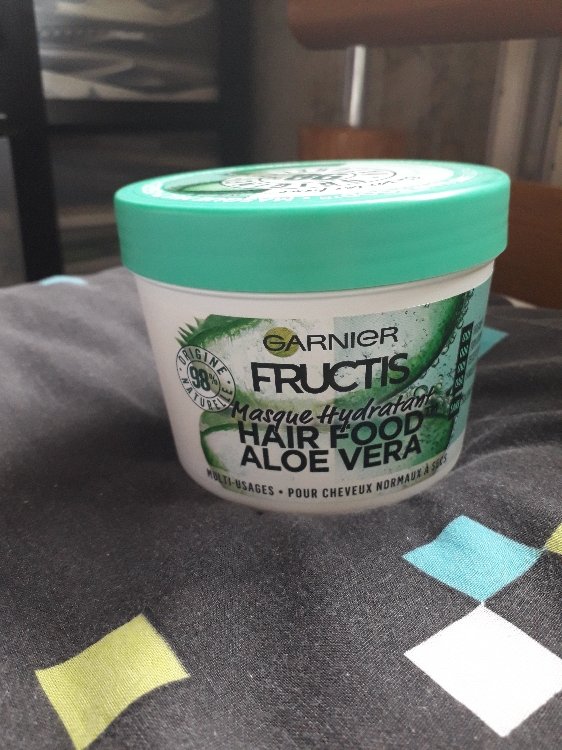 GARNIER
FRUCTIS
ORIGINE
98%
NATURELLE
Masque Hydratant
HAIR FOOD
ALOE VERA
MULTI-USAGES • POUR CHEVEUX NORMAUX À SECS